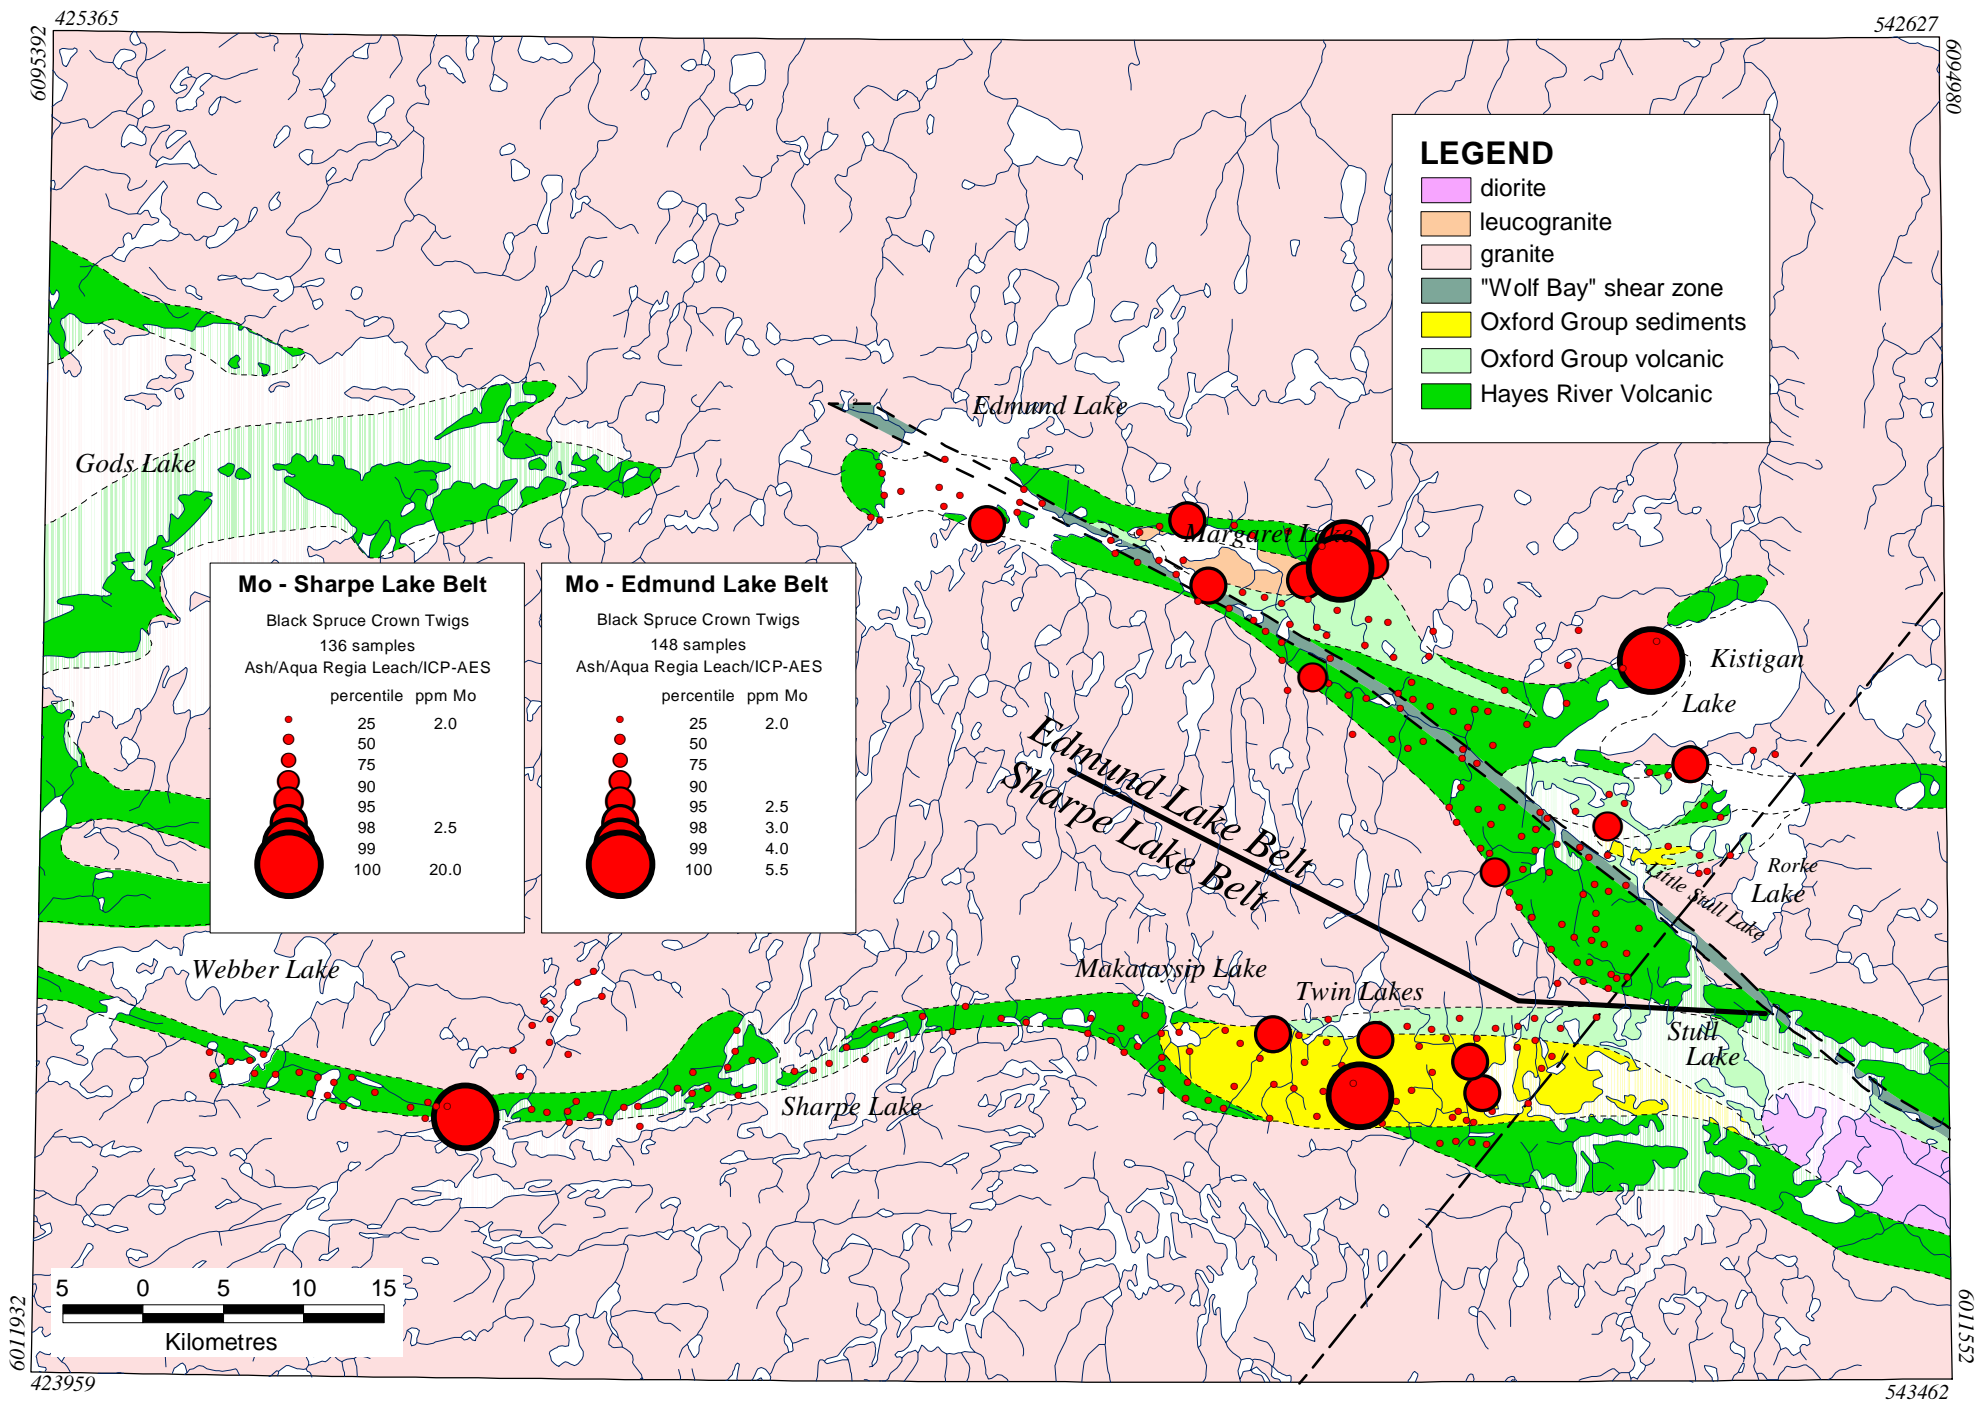 425365
542627
6095392
6094980
LEGEND
diorite
leucogranite
granite
"Wolf Bay" shear zone
Oxford Group sediments
Oxford Group volcanic
Hayes River Volcanic
Edmund Lake
Gods Lake
Margaret Lake
Mo - Sharpe Lake Belt
Black Spruce Crown Twigs
136 samples
Ash/Aqua Regia Leach/ICP-AES
percentile ppm Mo
25 2.0
50
75
90
95
98 2.5
99
100 20.0
Mo - Edmund Lake Belt
Black Spruce Crown Twigs
148 samples
Ash/Aqua Regia Leach/ICP-AES
percentile ppm Mo
25 2.0
50
75
90
95 2.5
98 3.0
99 4.0
100 5.5
Kistigan
Lake
Edmund Lake Belt
Sharpe Lake Belt
Rorke
Lake
Little Stull Lake
Webber Lake
Makataysip Lake
Twin Lakes
Stull
Lake
Sharpe Lake
5 0 5 10 15
Kilometres
6011932
6011552
423959
543462